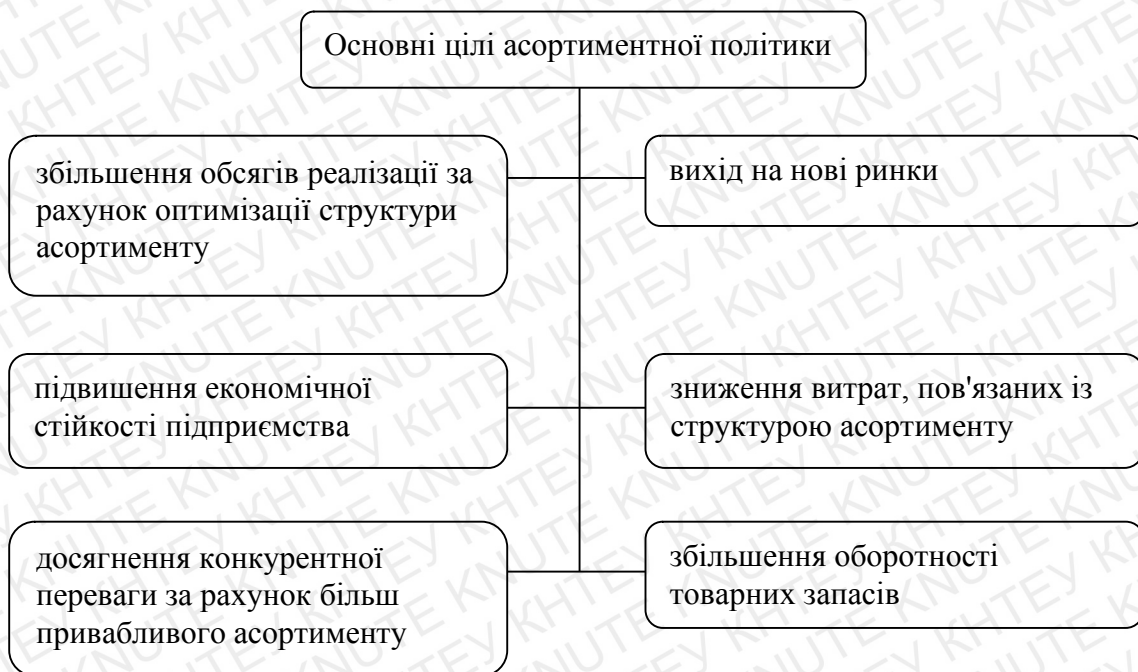 Основні цілі асортиментної політики
збільшення обсягів реалізації за
рахунок оптимізації структури
асортименту
вихід на нові ринки
підвишення економічної
стійкості підприємства
зниження витрат, пов'язаних із
структурою асортименту
досягнення конкурентної
переваги за рахунок більш
привабливого асортименту
збільшення оборотності
товарних запасів